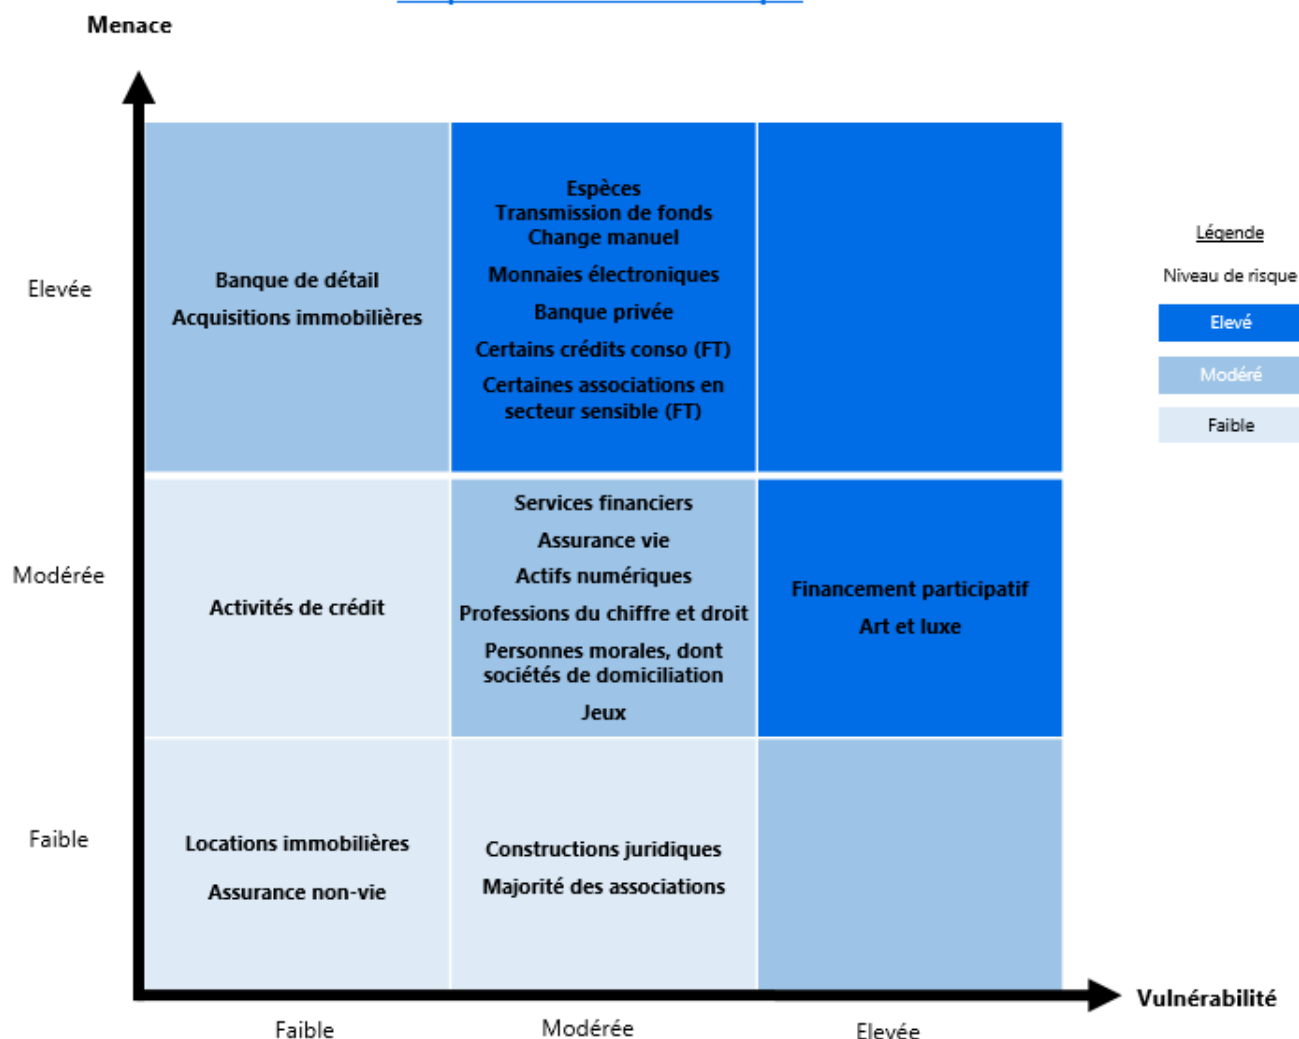 Menace
Elevée
Banque de détail
Acquisitions immobilières
Espèces
Transmission de fonds
Change manuel
Monnaies électroniques
Banque privée
Certains crédits conso (FT)
Certaines associations en
secteur sensible (FT)
Légende
Niveau de risque
Elevé
Modéré
Faible
Modérée
Activités de crédit
Services financiers
Assurance vie
Actifs numériques
Professions du chiffre et droit
Personnes morales, dont
sociétés de domiciliation
Jeux
Financement participatif
Art et luxe
Faible
Locations immobilières
Assurance non-vie
Constructions juridiques
Majorité des associations
Vulnérabilité
Faible
Modérée
Elevée